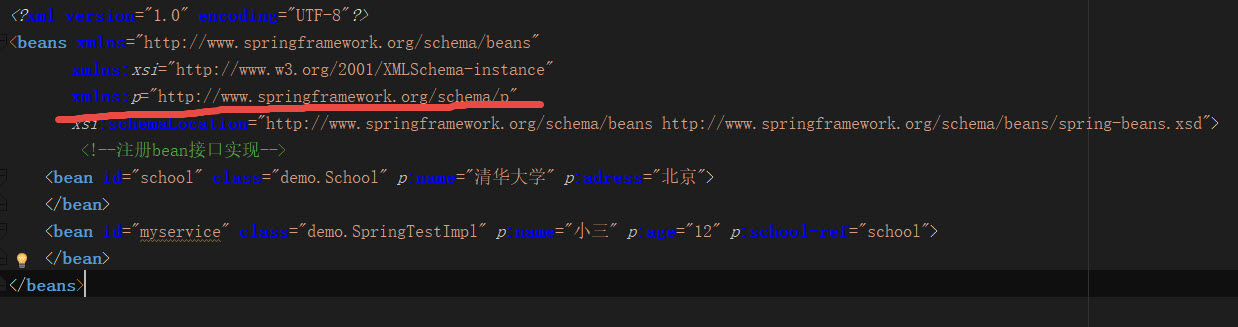 <?xml version="1.0" encoding="UTF-8"?>
<beans xmlns="http://www.springframework.org/schema/beans"
xmlns:xsi="http://www.w3.org/2001/XMLSchema-instance"
xmlns:p="http://www.springframework.org/schema/p"
xsi:schemaLocation="http://www.springframework.org/schema/beans http://www.springframework.org/schema/beans/spring-beans.xsd">
<!--注册bean接口实现-->
<bean id="school" class="demo.School" p:name="清华大学" p:adress="北京">
</bean>
<bean id="myservice" class="demo.SpringTestImpl" p:name="小三" p:age="12" p:school-ref="school">
</bean>
</beans>